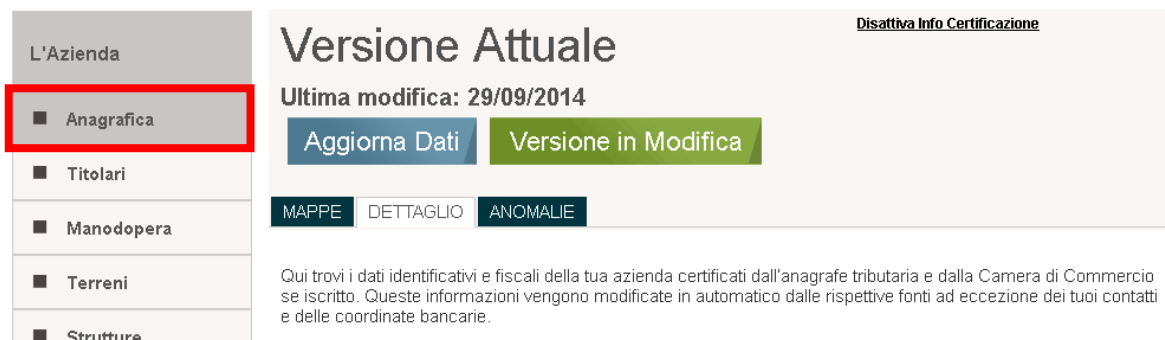 L'Azienda
Anagrafica
Titolari
Manodopera
Terreni
Strutture
Versione Attuale
Disattiva Info Certificazione
Ultima modifica: 29/09/2014
Aggiorna Dati
Versione in Modifica
MAPPE
DETTAGLIO
ANOMALIE
Qui trovi i dati identificativi e fiscali della tua azienda certificati dall'anagrafe tributaria e dalla Camera di Commercio
se iscritto. Queste informazioni vengono modificate in automatico dalle rispettive fonti ad eccezione dei tuoi contatti
e delle coordinate bancarie.